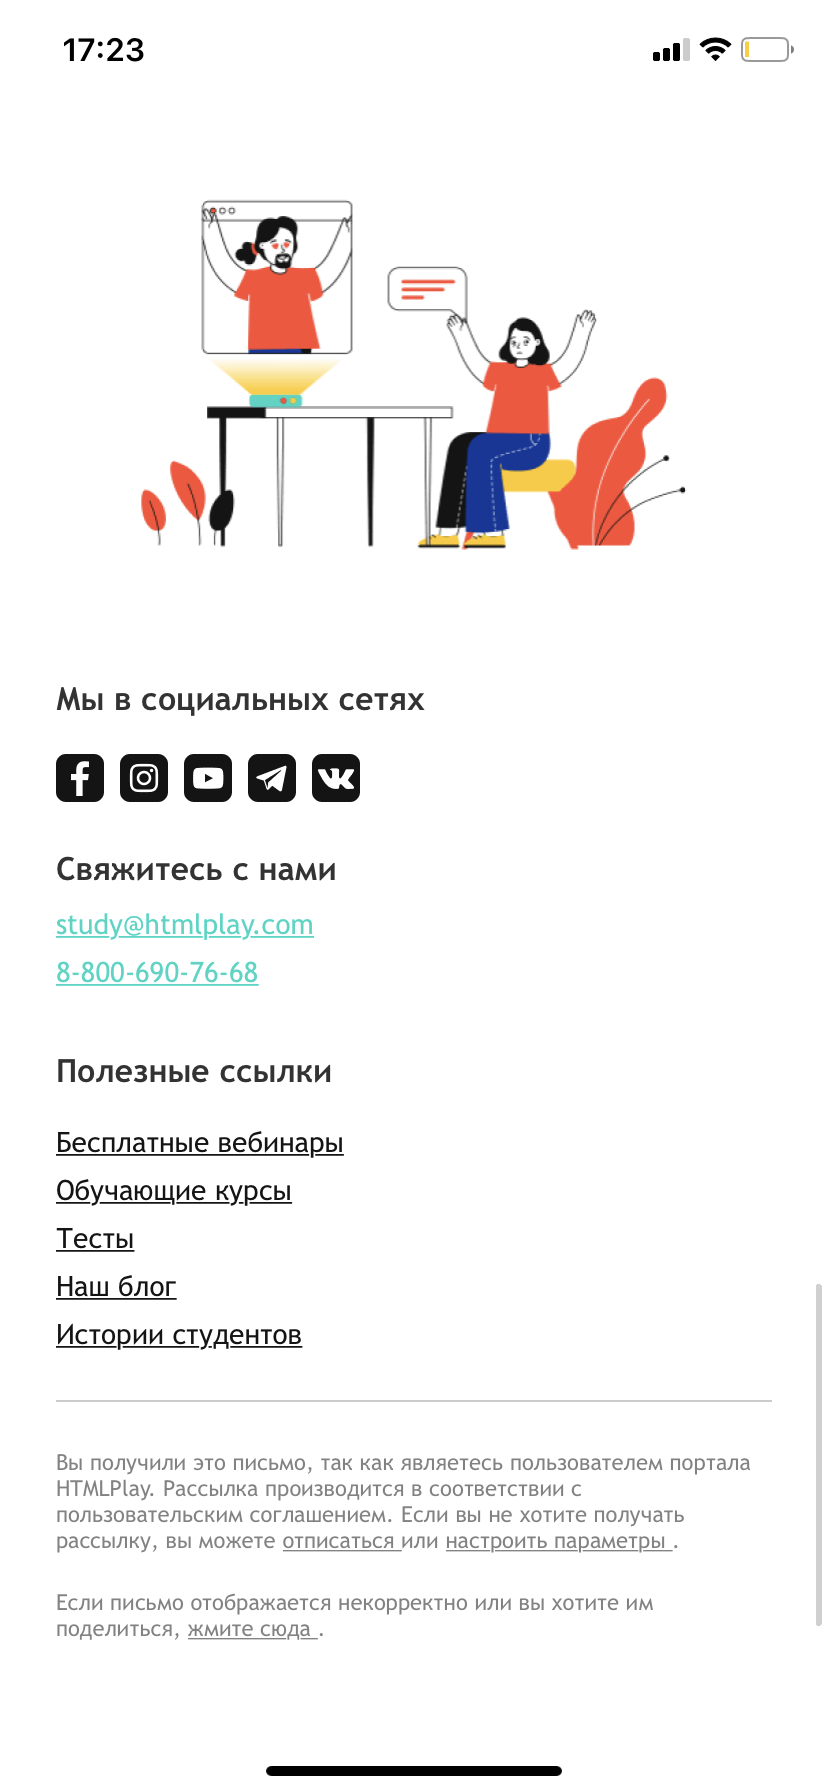 17:23
Мы в социальных сетях
Свяжитесь с нами
study@htmlplay.com
8-800-690-76-68
Полезные ссылки
Бесплатные вебинары
Обучающие курсы
Тесты
Наш блог
Истории студентов
Вы получили это письмо, так как являетесь пользователем портала
HTMLPlay. Рассылка производится в соответствии с
пользовательским соглашением. Если вы не хотите получать
рассылку, вы можете отписаться или настроить параметры .
Если письмо отображается некорректно или вы хотите им
поделиться, жмите сюда .